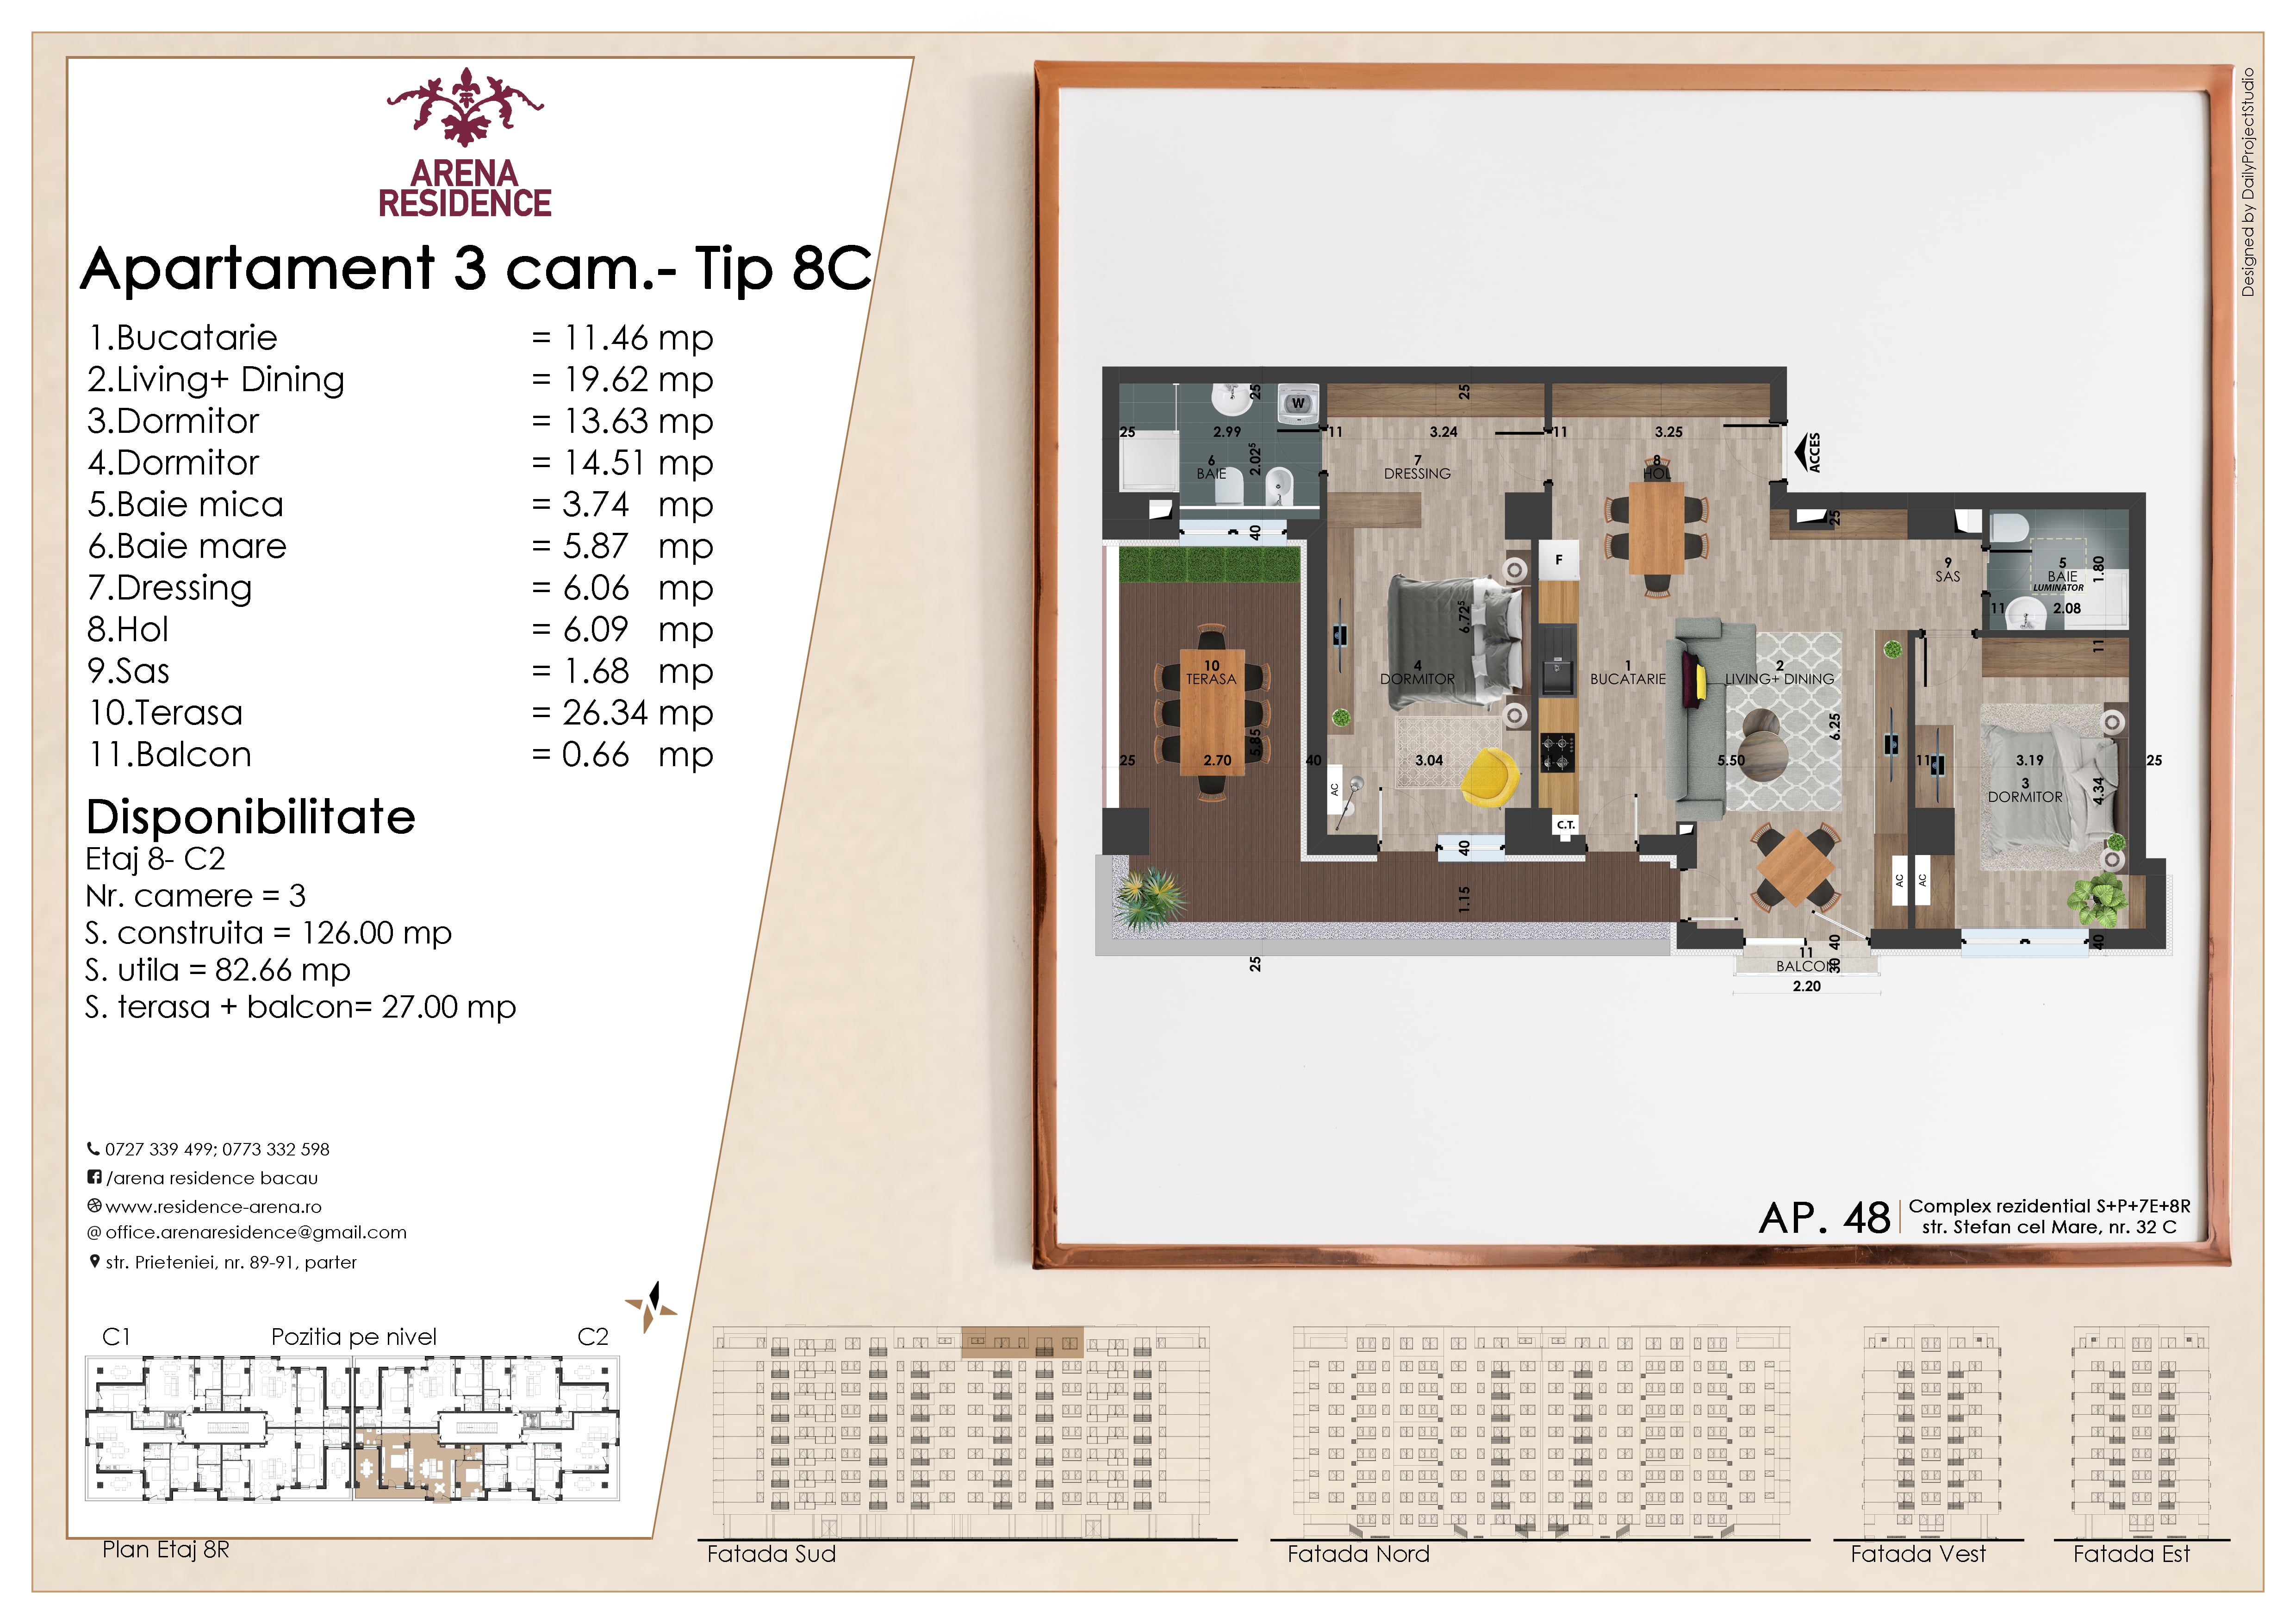 ARENA
RESIDENCE
Apartament 3 cam.- Tip 8C
1.Bucatarie = 11.46 mp
2.Living+ Dining = 19.62 mp
3.Dormitor = 13.63 mp
4.Dormitor = 14.51 mp
5.Baie mica = 3.74 mp
6.Baie mare = 5.87 mp
7.Dressing = 6.06 mp
8.Hol = 6.09 mp
9.Sas = 1.68 mp
10.Terasa = 26.34 mp
11.Balcon = 0.66 mp
Disponibilitate
Etaj 8- C2
Nr. camere = 3
S. construita = 126.00 mp
S. utila = 82.66 mp
S. terasa + balcon= 27.00 mp
0727 339 499; 0773 332 598
/arena residence bacau
www.residence-arena.ro
@ office.arenaresidence@gmail.com
str. Prieteniei, nr. 89-91, parter
C1 Pozitia pe nivel C2
Plan Etaj 8R
Designed by DailyProjectStudio
25
W
25
25
2.99
11
3.24
11
3.25
ACCES
2.02⁵
6
BAIE
7
DRESSING
8
HOL
40
25
F
9
SAS
5
BAIE
LUMINATOR
1.80
11
2.08
6.72⁵
11
10
TERASA
4
DORMITOR
1
BUCATARIE
2
LIVING+ DINING
5.85
6.25
25
2.70
40
3.04
5.50
11
3.19
25
3
DORMITOR
4.34
AC
C.T.
40
AC
AC
1.15
40
40
25
11
BALCON
30
2.20
AP. 48
Complex rezidential S+P+7E+8R
str. Stefan cel Mare, nr. 32 C
Fatada Sud
Fatada Nord
Fatada Vest
Fatada Est